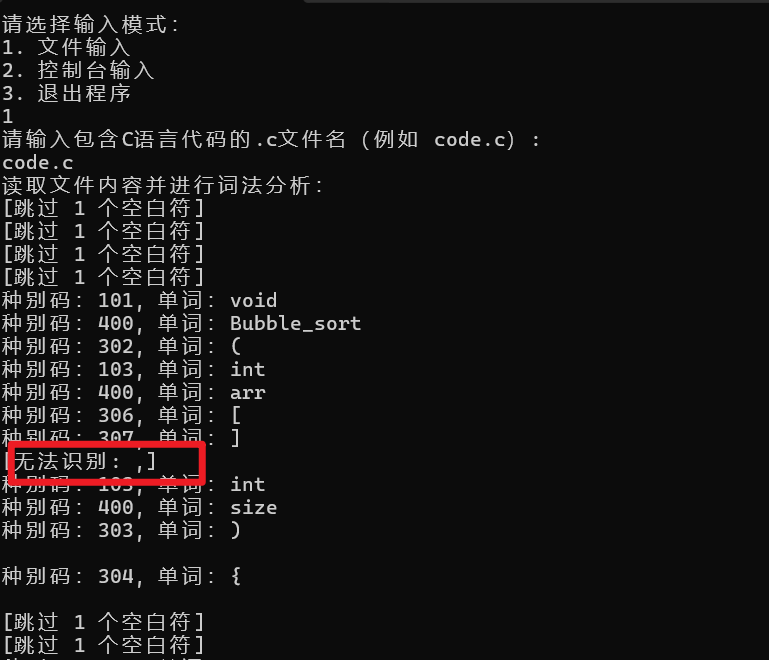 请选择输入模式:
1. 文件输入
2. 控制台输入
3. 退出程序
1
请输入包含C语言代码的.c文件名 (例如 code.c) :
code.c
读取文件内容并进行词法分析:
[跳过 1 个空白符]
[跳过 1 个空白符]
[跳过 1 个空白符]
[跳过 1 个空白符]
种别码: 101, 单词: void
种别码: 400, 单词: Bubble_sort
种别码: 302, 单词: (
种别码: 103, 单词: int
种别码: 400, 单词: arr
种别码: 306, 单词: [
种别码: 307, 单词: ]
[无法识别: ,]
种别码: 103, 单词: int
种别码: 400, 单词: size
种别码: 303, 单词: )
种别码: 304, 单词: {
[跳过 1 个空白符]
[跳过 1 个空白符]